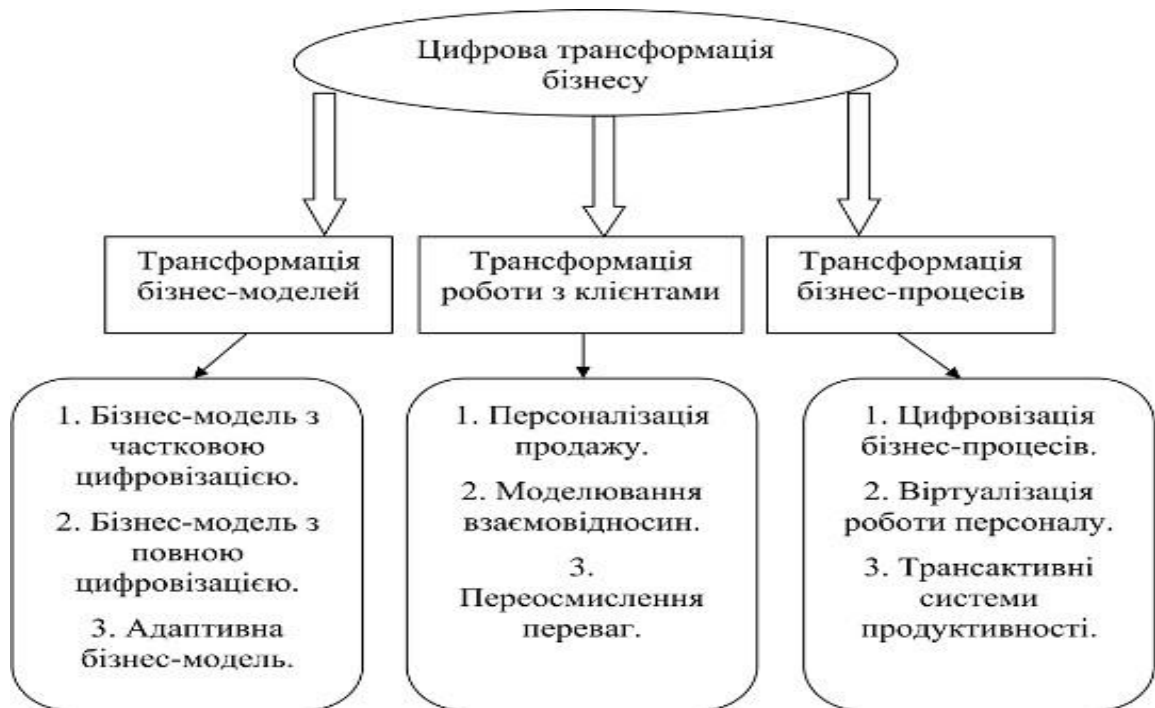 Цифрова трансформація
бізнесу
Трансформація
бізнес-моделей
Трансформація
роботи з клієнтами
Трансформація
бізнес-процесів
1. Бізнес-модель з
частковою
цифровізацією.
2. Бізнес-модель з
повною
цифровізацією.
3. Адаптивна
бізнес-модель.
1. Персоналізація
продажу.
2. Моделювання
взаємовідносин.
3.
Переосмислення
переваг.
1. Цифровізація
бізнес-процесів.
2. Віртуалізація
роботи персоналу.
3. Трансактивні
системи
продуктивності.